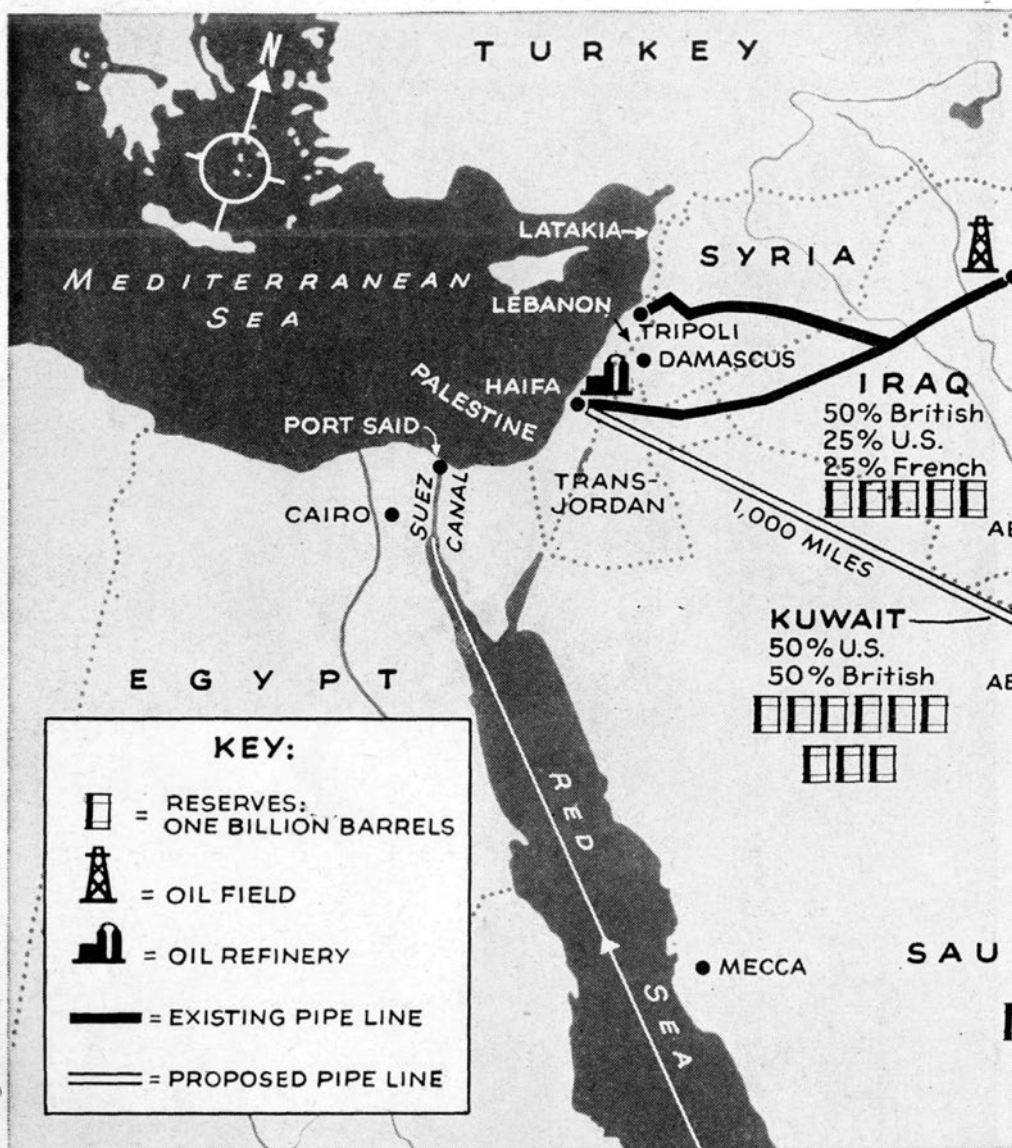 N
TURKEY
LATAKIA
SYRIA
MEDITERRANEAN
SEA
LEBANON
TRIPOLI
DAMASCUS
HAIFA
PALESTINE
IRAQ
50% British
25% U.S.
25% French
PORT SAID
SUEZ
CANAL
CAIRO
TRANS-
JORDAN
1,000 MILES
KUWAIT
50% U.S.
50% British
EGYPT
RED
SEA
MECCA
SAU
KEY:
= RESERVES:
ONE BILLION BARRELS
= OIL FIELD
= OIL REFINERY
= EXISTING PIPE LINE
= PROPOSED PIPE LINE